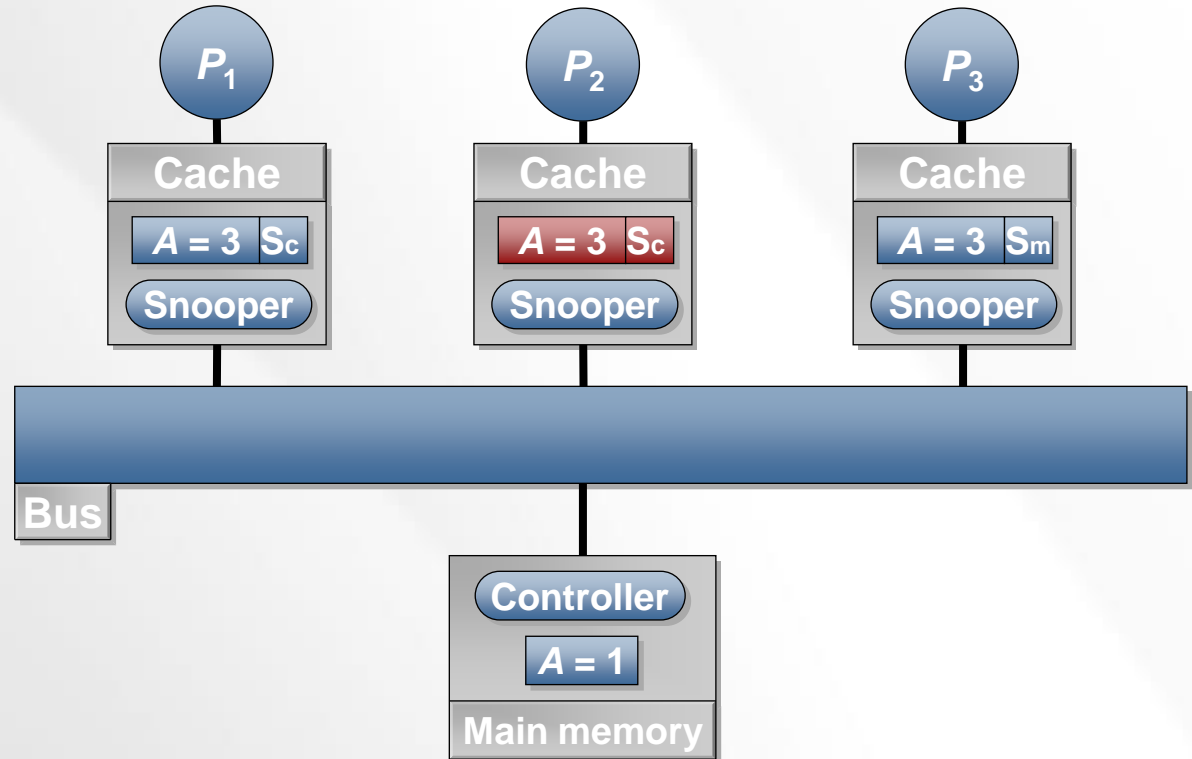 P1 P2 P3
Cache Cache Cache
A = 3 Sc A = 3 Sc A = 3 Sm
Snooper Snooper Snooper
Bus
Controller
A = 1
Main memory